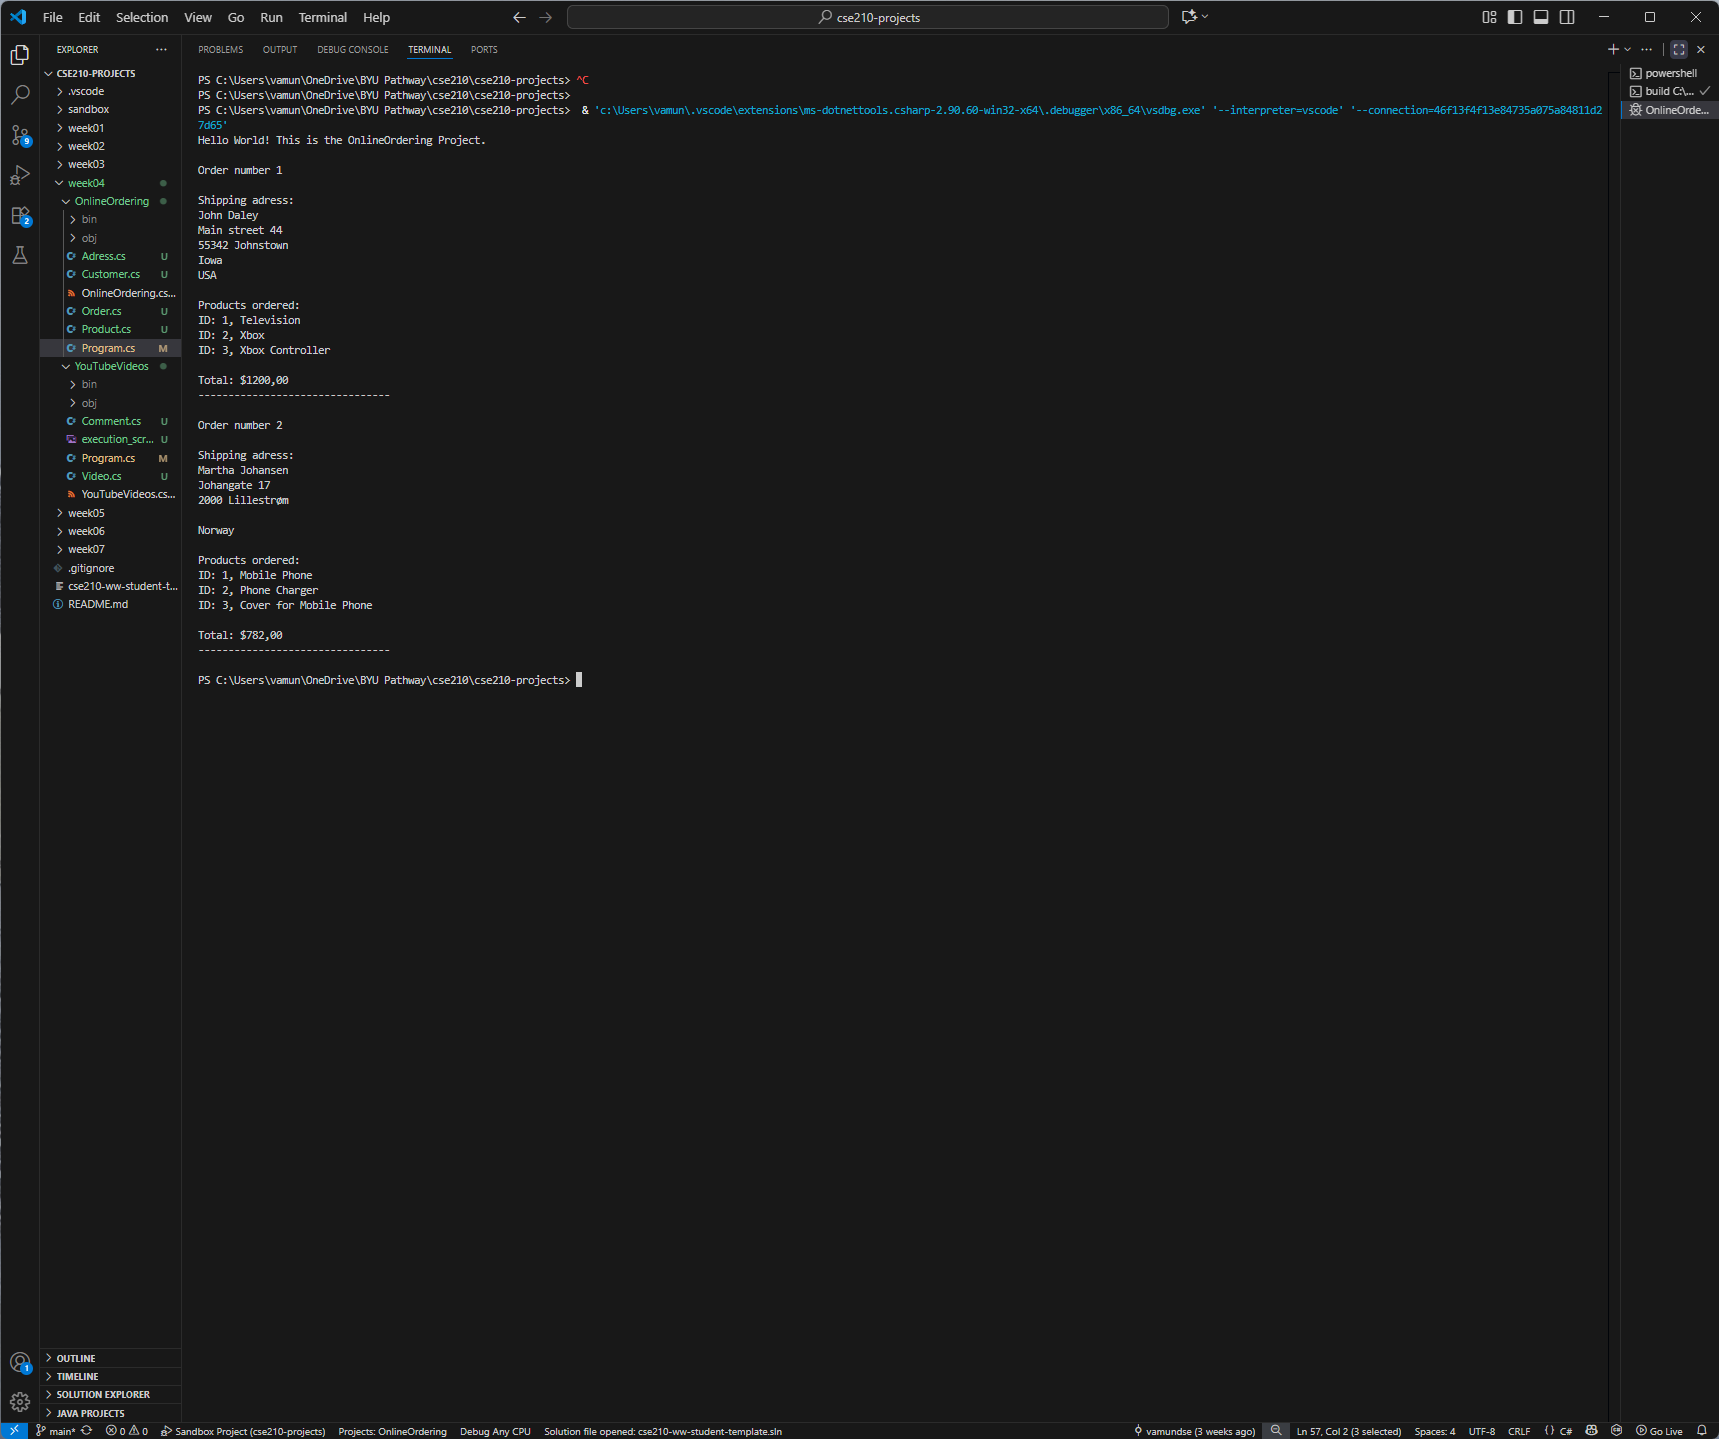 File Edit Selection View Go Run Terminal Help
cse210-projects
EXPLORER
PROBLEMS OUTPUT DEBUG CONSOLE TERMINAL PORTS
CSE210-PROJECTS
.vscode
sandbox
week01
week02
week03
week04
OnlineOrdering
bin
obj
Adress.cs U
Customer.cs U
OnlineOrdering.cs...
Order.cs U
Product.cs U
Program.cs M
YouTubeVideos
bin
obj
Comment.cs U
execution_scr... U
Program.cs M
Video.cs U
YouTubeVideos.cs...
week05
week06
week07
.gitignore
cse210-ww-student-t...
README.md
OUTLINE
TIMELINE
SOLUTION EXPLORER
JAVA PROJECTS
9
2
1
PS C:\Users\vamun\OneDrive\BYU Pathway\cse210\cse210-projects> ^C
PS C:\Users\vamun\OneDrive\BYU Pathway\cse210\cse210-projects>
PS C:\Users\vamun\OneDrive\BYU Pathway\cse210\cse210-projects> & 'c:\Users\vamun\.vscode\extensions\ms-dotnettools.csharp-2.90.60-win32-x64\.debugger\x86_64\vsdbg.exe' '--interpreter=vscode' '--connection=46f13f4f13e84735a075a84811d2
7d65'
Hello World! This is the OnlineOrdering Project.
Order number 1
Shipping adress:
John Daley
Main street 44
55342 Johnstown
Iowa
USA
Products ordered:
ID: 1, Television
ID: 2, Xbox
ID: 3, Xbox Controller
Total: $1200,00
--------------------------------
Order number 2
Shipping adress:
Martha Johansen
Johangate 17
2000 Lillestrøm
Norway
Products ordered:
ID: 1, Mobile Phone
ID: 2, Phone Charger
ID: 3, Cover for Mobile Phone
Total: $782,00
--------------------------------
PS C:\Users\vamun\OneDrive\BYU Pathway\cse210\cse210-projects>
powershell
build C:\...
OnlineOrde...
main* 0 0 Sandbox Project (cse210-projects) Projects: OnlineOrdering Debug Any CPU Solution file opened: cse210-ww-student-template.sln vamundse (3 weeks ago) Ln 57, Col 2 (3 selected) Spaces: 4 UTF-8 CRLF {} C# Go Live